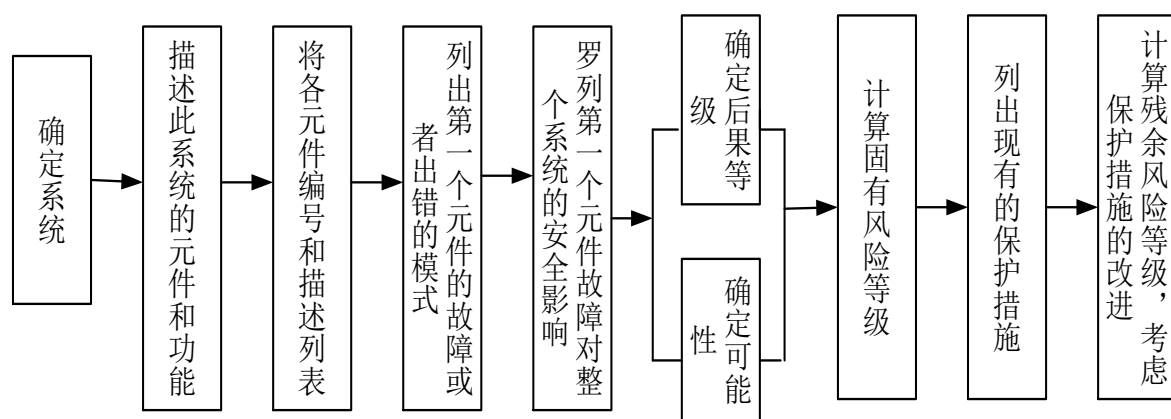 确定系统
描述此系统的元件和功能
将各元件编号和描述列表
列出第一个元件的故障或
者出错的模式
罗列第一个元件故障对整
个系统的安全影响
确定后果等
级
确定可能
性
计算固有风险等级
列出现有的保护措施
计算残余风险等级，考虑
保护措施的改进